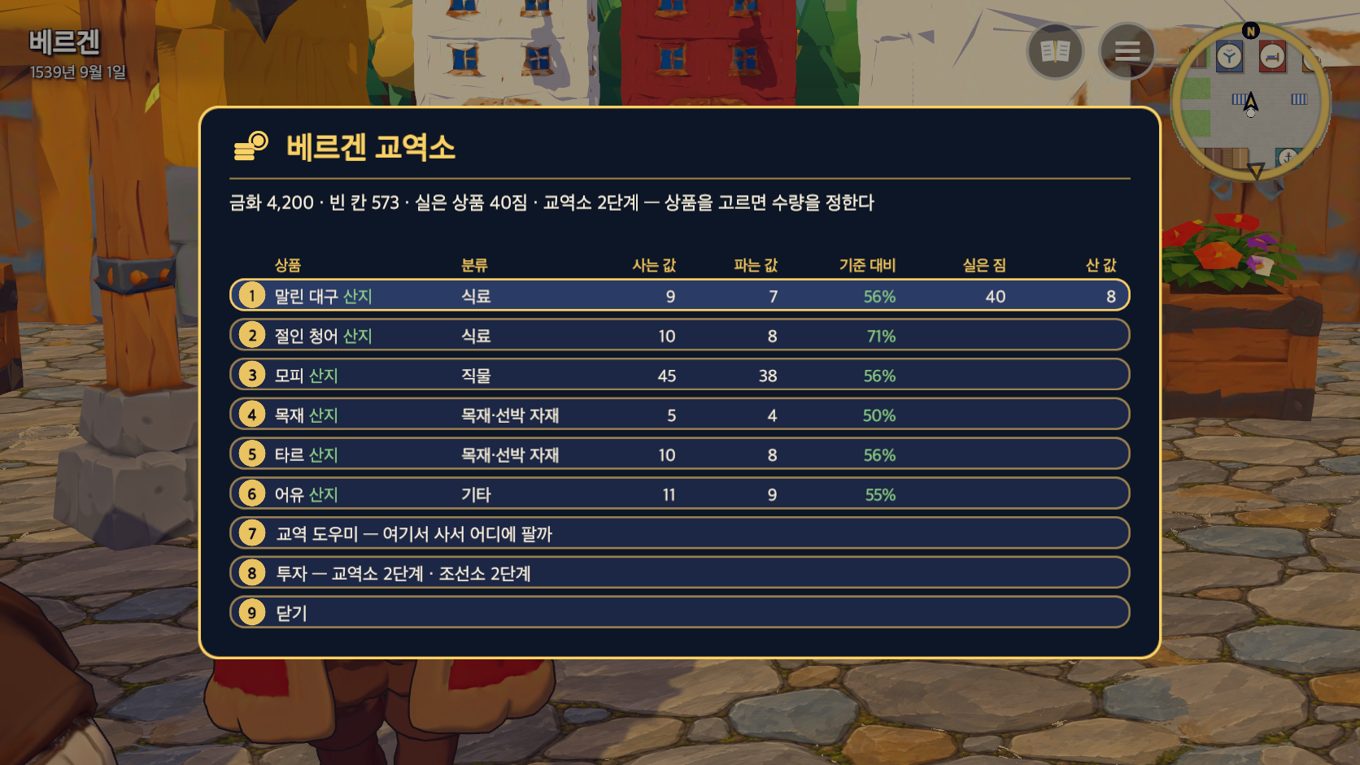 베르겐
1539년 9월 1일
N
베르겐 교역소
금화 4,200 · 빈 칸 573 · 실은 상품 40짐 · 교역소 2단계 — 상품을 고르면 수량을 정한다
상품 분류 사는 값 파는 값 기준 대비 실은 짐 산 값
1 말린 대구 산지 식료 9 7 56% 40 8
2 절인 청어 산지 식료 10 8 71%
3 모피 산지 직물 45 38 56%
4 목재 산지 목재·선박 자재 5 4 50%
5 타르 산지 목재·선박 자재 10 8 56%
6 어유 산지 기타 11 9 55%
7 교역 도우미 — 여기서 사서 어디에 팔까
8 투자 — 교역소 2단계 · 조선소 2단계
9 닫기